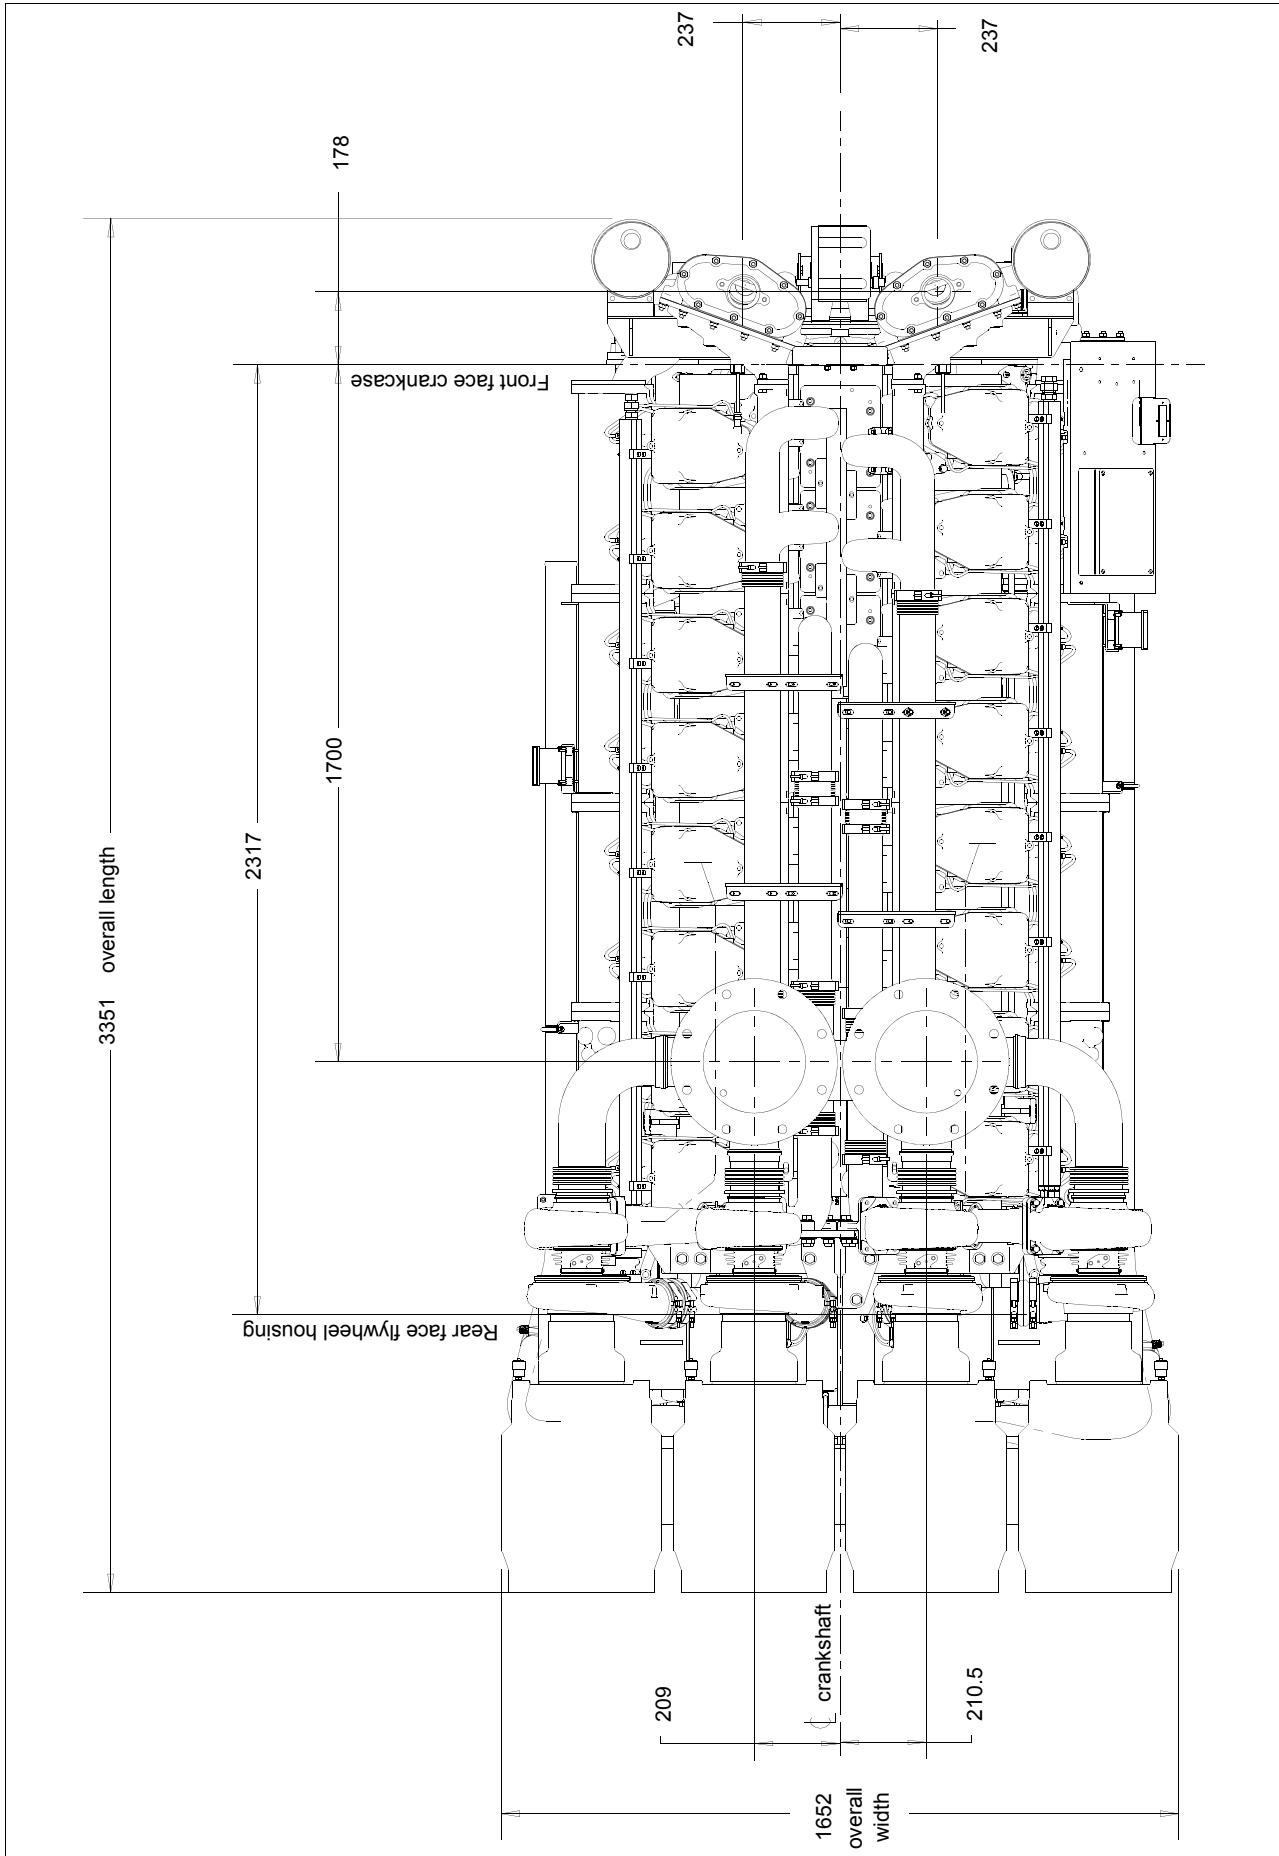 237
237
178
Front face crankcase
1700
2317
3351 overall length
Rear face flywheel housing
209
crankshaft
210.5
1652
overall
width